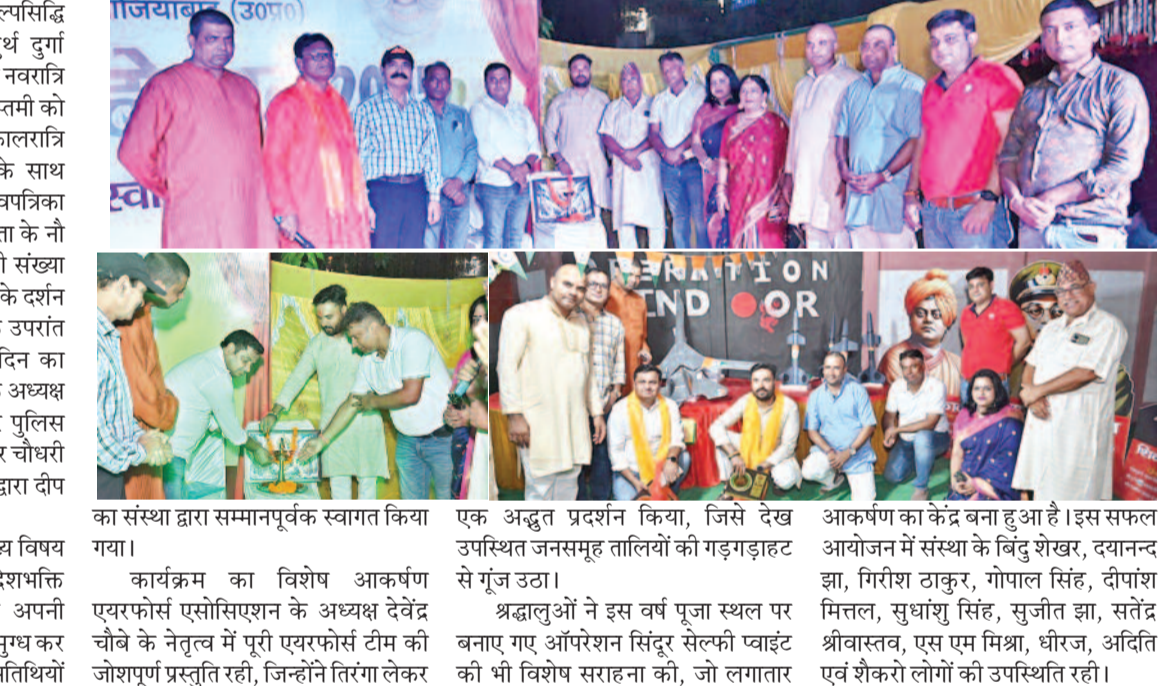 ल्पसिद्धि
र्थ दुर्गा
नवरात्रि
प्तमी को
कालरात्रि
के साथ
वपत्रिका
ता के नौ
ी संख्या
के दर्शन
उपरांत
दिन का
अध्यक्ष
पुलिस
र चौधरी
द्वारा दीप
्य विषय
देशभक्ति
अपनी
मुग्ध कर
अतिथियों
ाजियाबाद (उ०प्र०)
स्वा
ERATION
IND OOR
का संस्था द्वारा सम्मानपूर्वक स्वागत किया
गया।
कार्यक्रम का विशेष आकर्षण
एयरफोर्स एसोसिएशन के अध्यक्ष देवेंद्र
चौबे के नेतृत्व में पूरी एयरफोर्स टीम की
जोशपूर्ण प्रस्तुति रही, जिन्होंने तिरंगा लेकर
एक अद्भुत प्रदर्शन किया, जिसे देख
उपस्थित जनसमूह तालियों की गड़गड़ाहट
से गूंज उठा।
श्रद्धालुओं ने इस वर्ष पूजा स्थल पर
बनाए गए ऑपरेशन सिंदूर सेल्फी प्वाइंट
की भी विशेष सराहना की, जो लगातार
आकर्षण का केंद्र बना हुआ है। इस सफल
आयोजन में संस्था के बिंदु शेखर, दयानन्द
झा, गिरीश ठाकुर, गोपाल सिंह, दीपांश
मित्तल, सुधांशु सिंह, सुजीत झा, सतेंद्र
श्रीवास्तव, एस एम मिश्रा, धीरज, अदिति
एवं शैकरो लोगों की उपस्थिति रही।